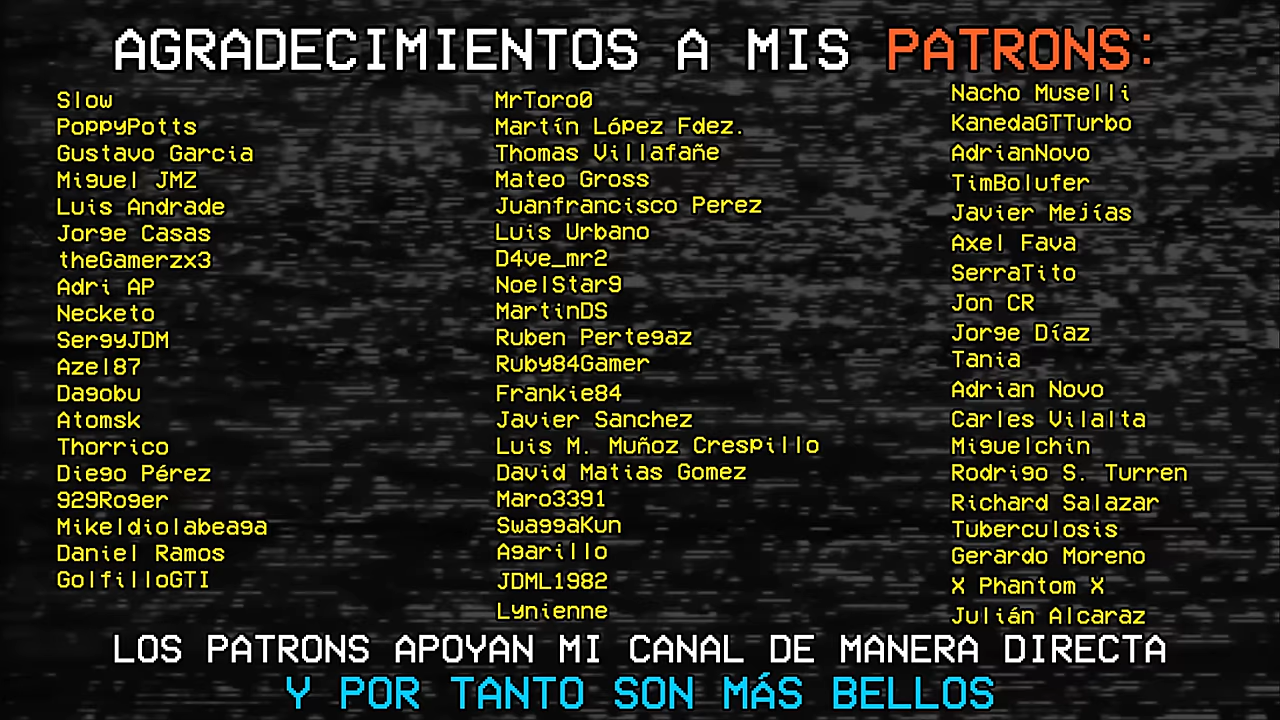 AGRADECIMIENTOS A MIS PATRONS:
Slow
PoppyPotts
Gustavo Garcia
Miguel JMZ
Luis Andrade
Jorge Casas
theGamerzx3
Adri AP
Necketo
SergyJDM
Azel87
Dagobu
Atomsk
Thorrico
Diego Pérez
929Roger
Mikeldiolabeaga
Daniel Ramos
GolfilloGTI
MrToro0
Martín López Fdez.
Thomas Villafañe
Mateo Gross
Juanfrancisco Perez
Luis Urbano
D4ve_mr2
NoelStar9
MartinDS
Ruben Pertegaz
Ruby84Gamer
Frankie84
Javier Sanchez
Luis M. Muñoz Crespillo
David Matias Gomez
Maro3391
SwaggaKun
Agarillo
JDML1982
Lynienne
Nacho Muselli
KanedaGTTurbo
AdrianNovo
TimBolufer
Javier Mejías
Axel Fava
SerraTito
Jon CR
Jorge Díaz
Tania
Adrian Novo
Carles Vilalta
Miguelchin
Rodrigo S. Turren
Richard Salazar
Tuberculosis
Gerardo Moreno
X Phantom X
Julián Alcaraz
LOS PATRONS APOYAN MI CANAL DE MANERA DIRECTA
Y POR TANTO SON MÁS BELLOS